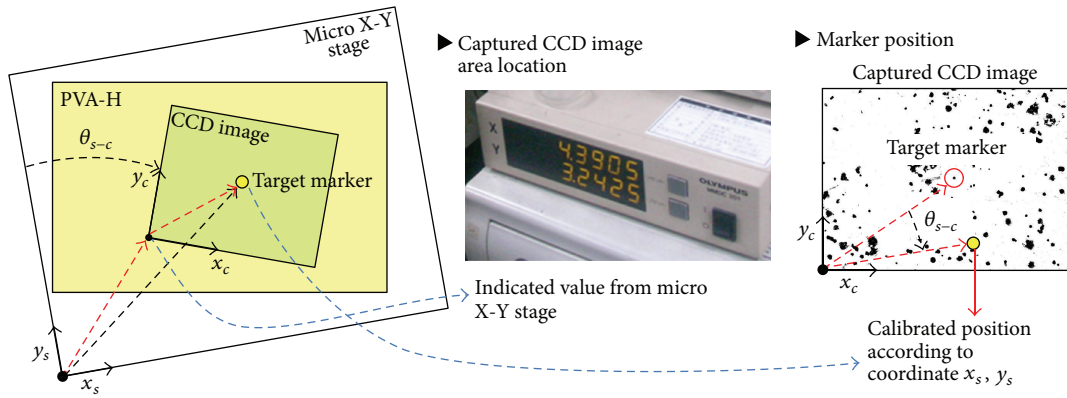 Micro X-Y
stage
PVA-H
CCD image
θs−c
yc
Target marker
xc
ys
xs
▶ Captured CCD image
area location
X
Y
4.3905
3.2425
OLYMPUS
Indicated value from micro
X-Y stage
▶ Marker position
Captured CCD image
Target marker
θs−c
yc
xc
Calibrated position
according to
coordinate xs, ys